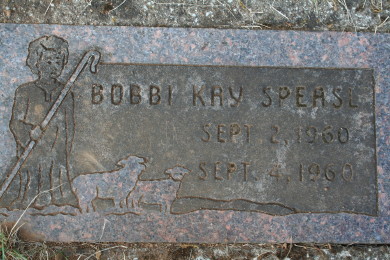 BOBBI KAY SPEASL
SEPT. 2, 1960
SEPT. 4, 1960